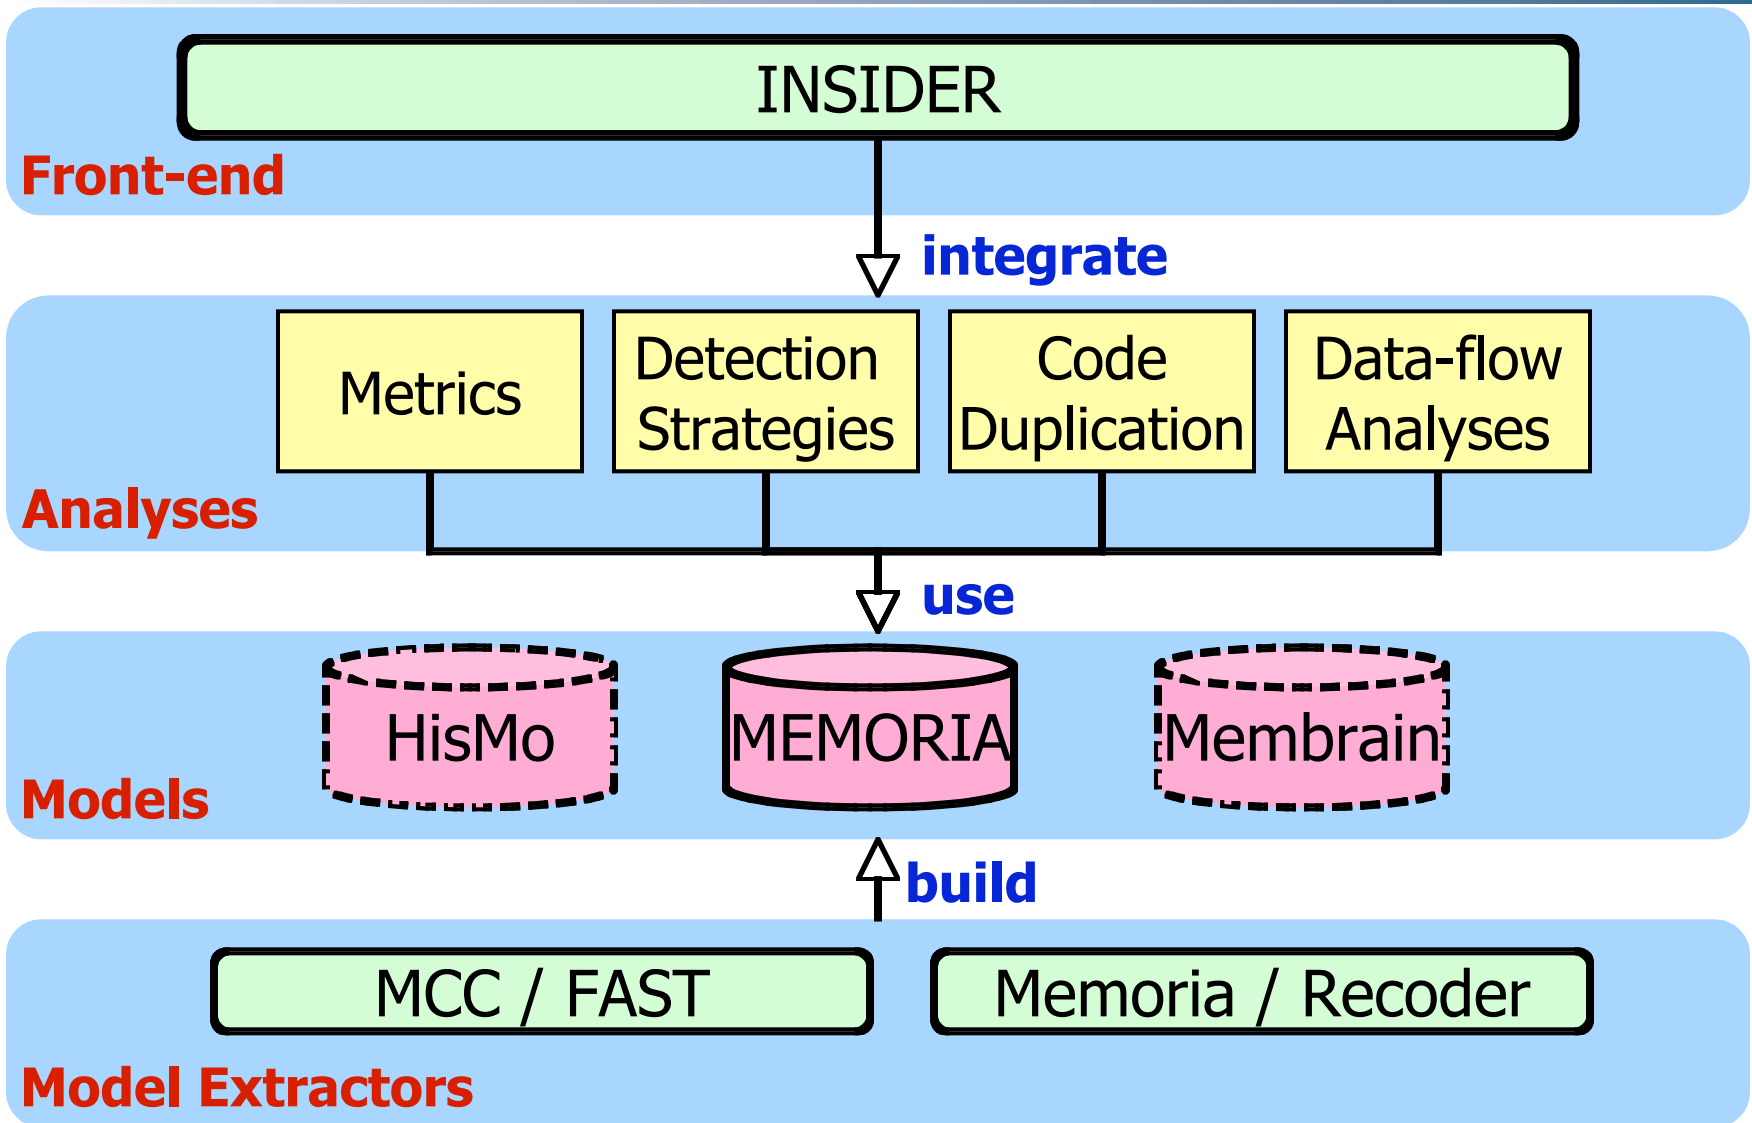 INSIDER
Front-end
integrate
Metrics
Detection
Strategies
Code
Duplication
Data-flow
Analyses
Analyses
use
HisMo
MEMORIA
Membrain
Models
build
MCC / FAST
Memoria / Recoder
Model Extractors